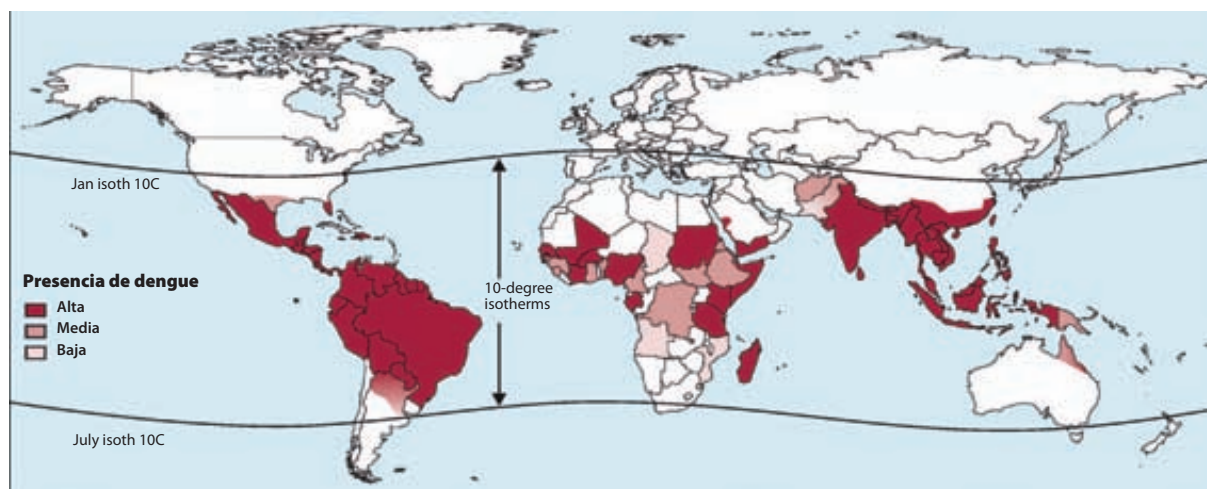 Jan isoth 10C
Presencia de dengue
Alta
Media
Baja
10-degree
isotherms
July isoth 10C